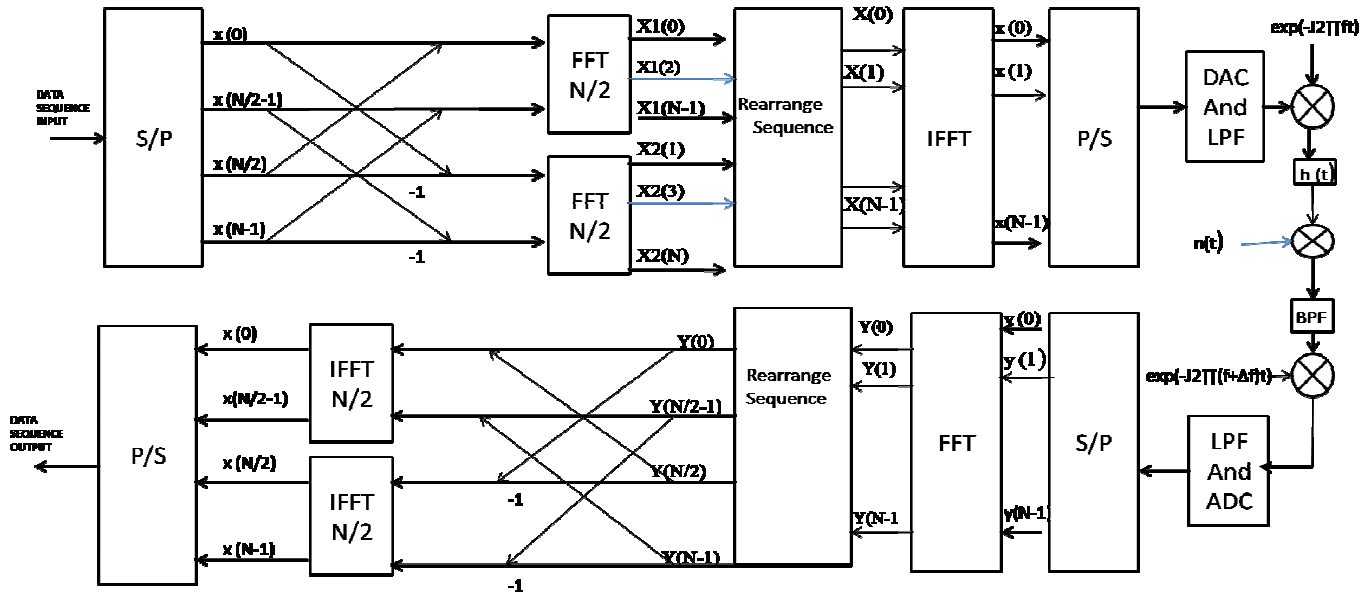 DATA
SEQUENCE
INPUT
S/P
x (0)
x (N/2-1)
x (N/2)
x (N-1)
-1
-1
FFT
N/2
FFT
N/2
X1(0)
X1(2)
X1(N-1)
X2(1)
X2(3)
X2(N)
Rearrange
Sequence
X(0)
X(1)
X(N-1)
IFFT
x (0)
x (1)
x(N-1)
P/S
DAC
And
LPF
exp(-J2∏ft)
h (t)
n(t)
BPF
exp(-J2∏(f+Δf)t)
LPF
And
ADC
S/P
Y (0)
y (1)
y(N-1)
FFT
Y(0)
Y(1)
Y(N-1
Rearrange
Sequence
Y(0)
Y(N/2-1)
Y(N/2)
Y(N-1)
-1
-1
IFFT
N/2
IFFT
N/2
x (0)
x(N/2-1)
x (N/2)
x (N-1)
P/S
DATA
SEQUENCE
OUTPUT